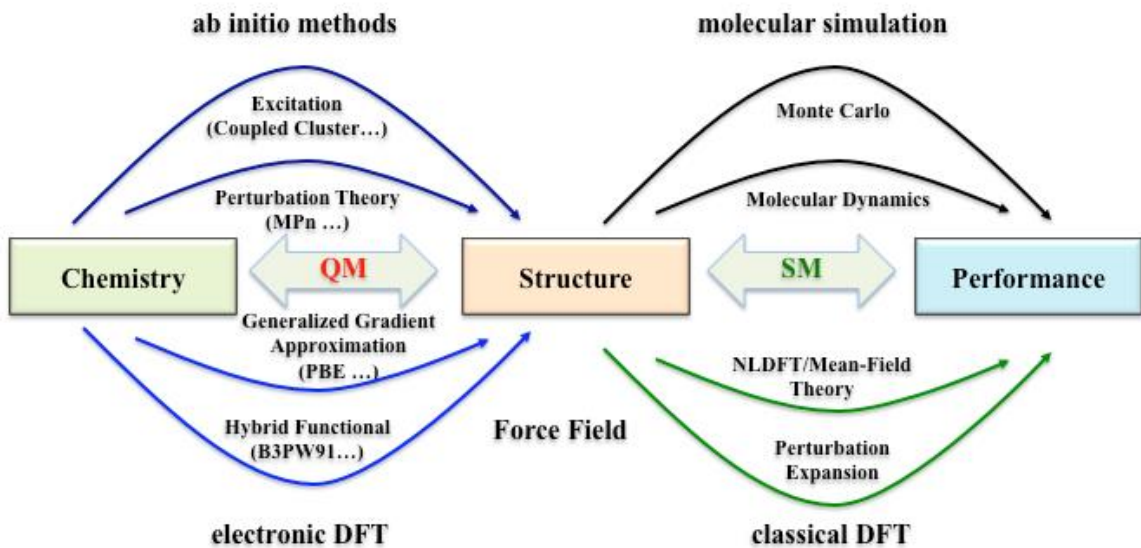 ab initio methods
molecular simulation
Excitation
(Coupled Cluster…)
Monte Carlo
Perturbation Theory
(MPn …)
Molecular Dynamics
Chemistry
QM
Structure
SM
Performance
Generalized Gradient
Approximation
(PBE …)
NLDFT/Mean-Field
Theory
Hybrid Functional
(B3PW91…)
Force Field
Perturbation
Expansion
electronic DFT
classical DFT